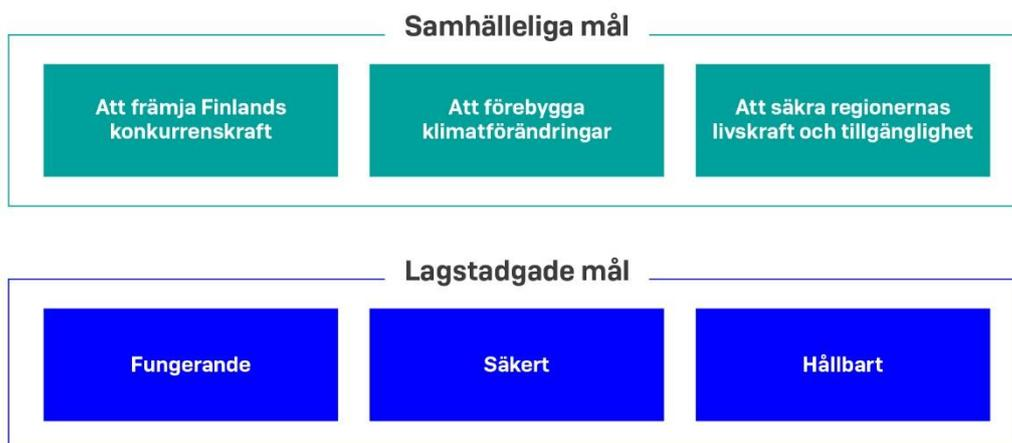 Samhälleliga mål
Att främja Finlands
konkurrenskraft
Att förebygga
klimatförändringar
Att säkra regionernas
livskraft och tillgänglighet
Lagstadgade mål
Fungerande
Säkert
Hållbart